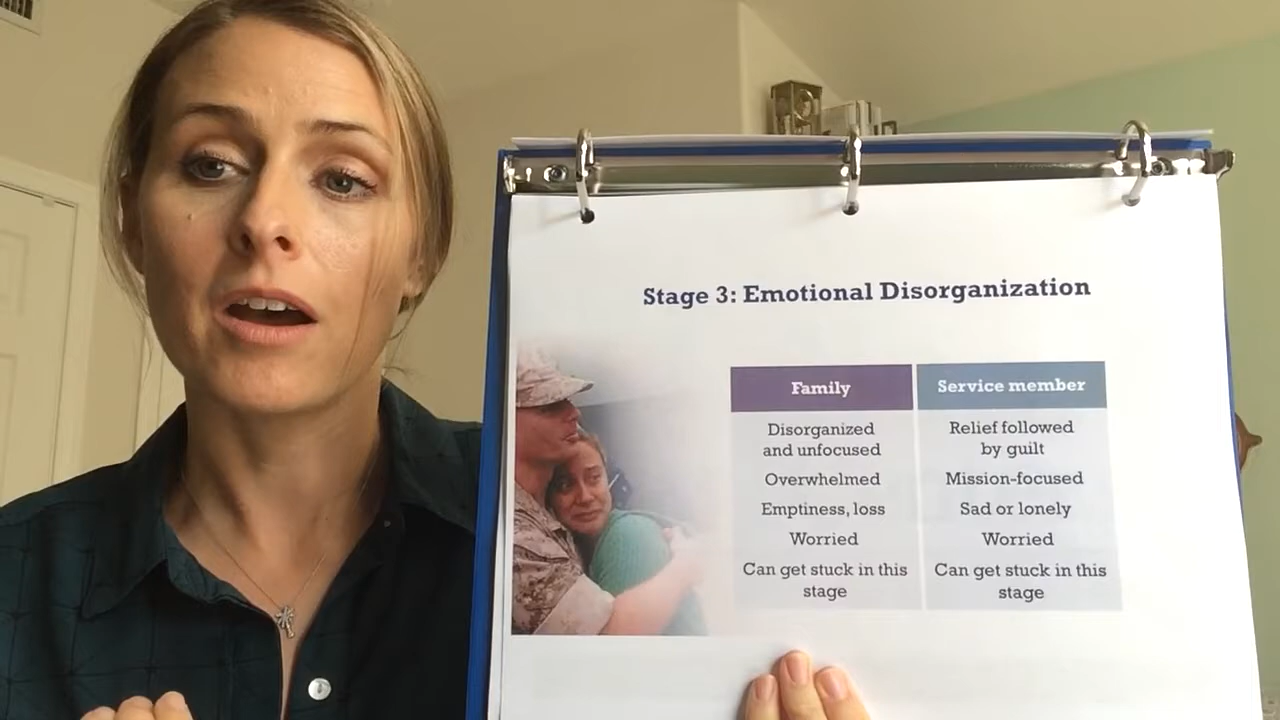 Stage 3: Emotional Disorganization
Family
Service member
Disorganized
and unfocused
Relief followed
by guilt
Overwhelmed
Mission-focused
Emptiness, loss
Sad or lonely
Worried
Worried
Can get stuck in this
stage
Can get stuck in this
stage